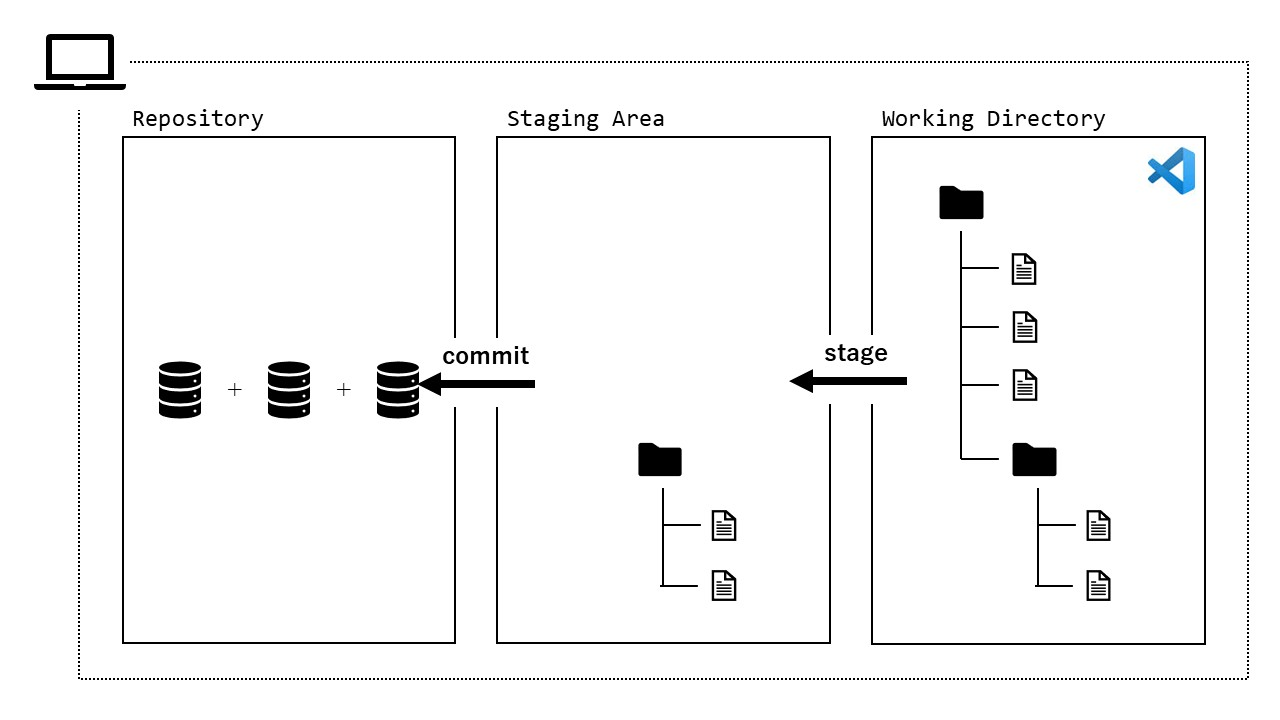 Repository
Staging Area
Working Directory
commit
stage
+
+